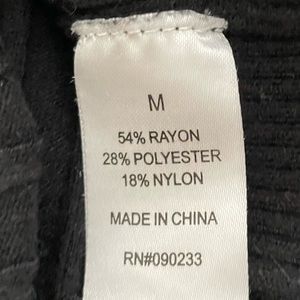 M
54% RAYON
28% POLYESTER
18% NYLON
MADE IN CHINA
RN#090233